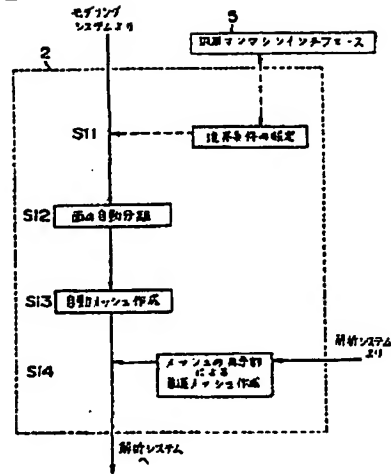 モデリング
システムより
5
汎用マンマシンインタフェース
2
S11
境界条件の設定
S12
面の自動分類
S13
自動メッシュ作成
S14
メッシュの再分割
による
最適メッシュ作成
解析システム
より
解析システム
へ